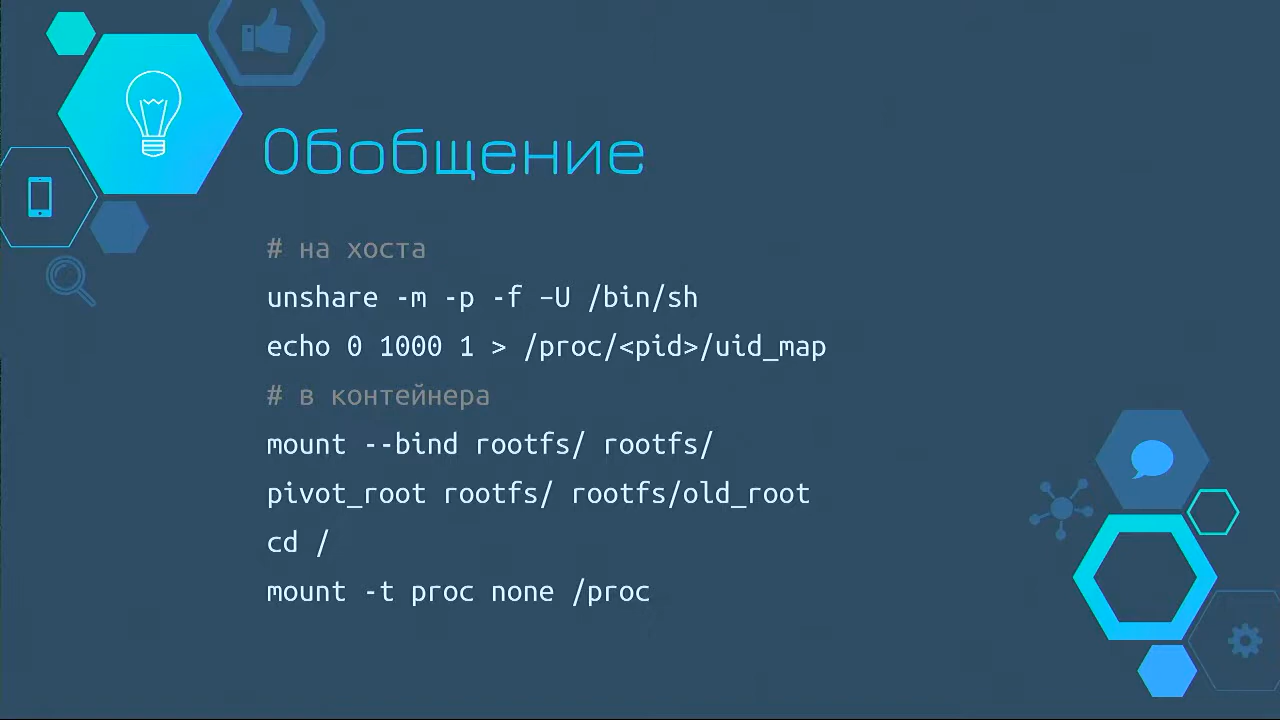 Обобщение
# на хоста
unshare -m -p -f –U /bin/sh
echo 0 1000 1 > /proc/<pid>/uid_map
# в контейнера
mount --bind rootfs/ rootfs/
pivot_root rootfs/ rootfs/old_root
cd /
mount -t proc none /proc